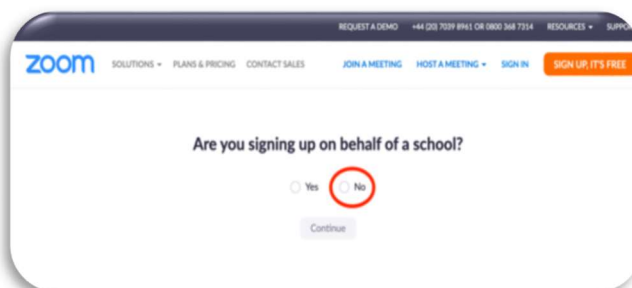 REQUEST A DEMO +44 (20) 7039 8961 OR 0800 368 7314 RESOURCES SUPPORT
zoom SOLUTIONS PLANS & PRICING CONTACT SALES JOIN A MEETING HOST A MEETING SIGN IN SIGN UP, IT'S FREE
Are you signing up on behalf of a school?
Yes No
Continue